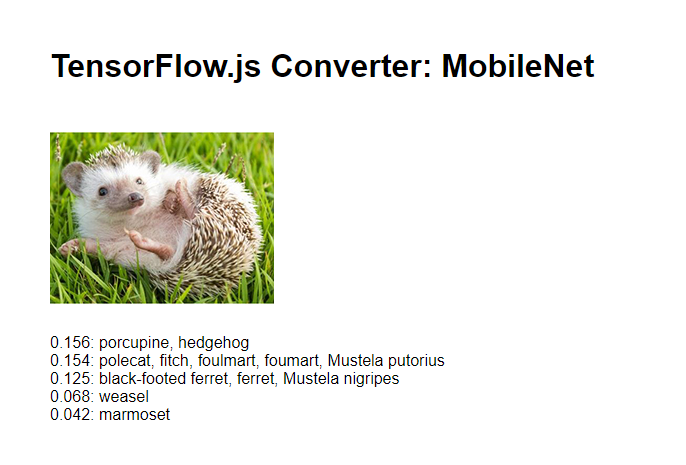 TensorFlow.js Converter: MobileNet
0.156: porcupine, hedgehog
0.154: polecat, fitch, foulmart, foumart, Mustela putorius
0.125: black-footed ferret, ferret, Mustela nigripes
0.068: weasel
0.042: marmoset